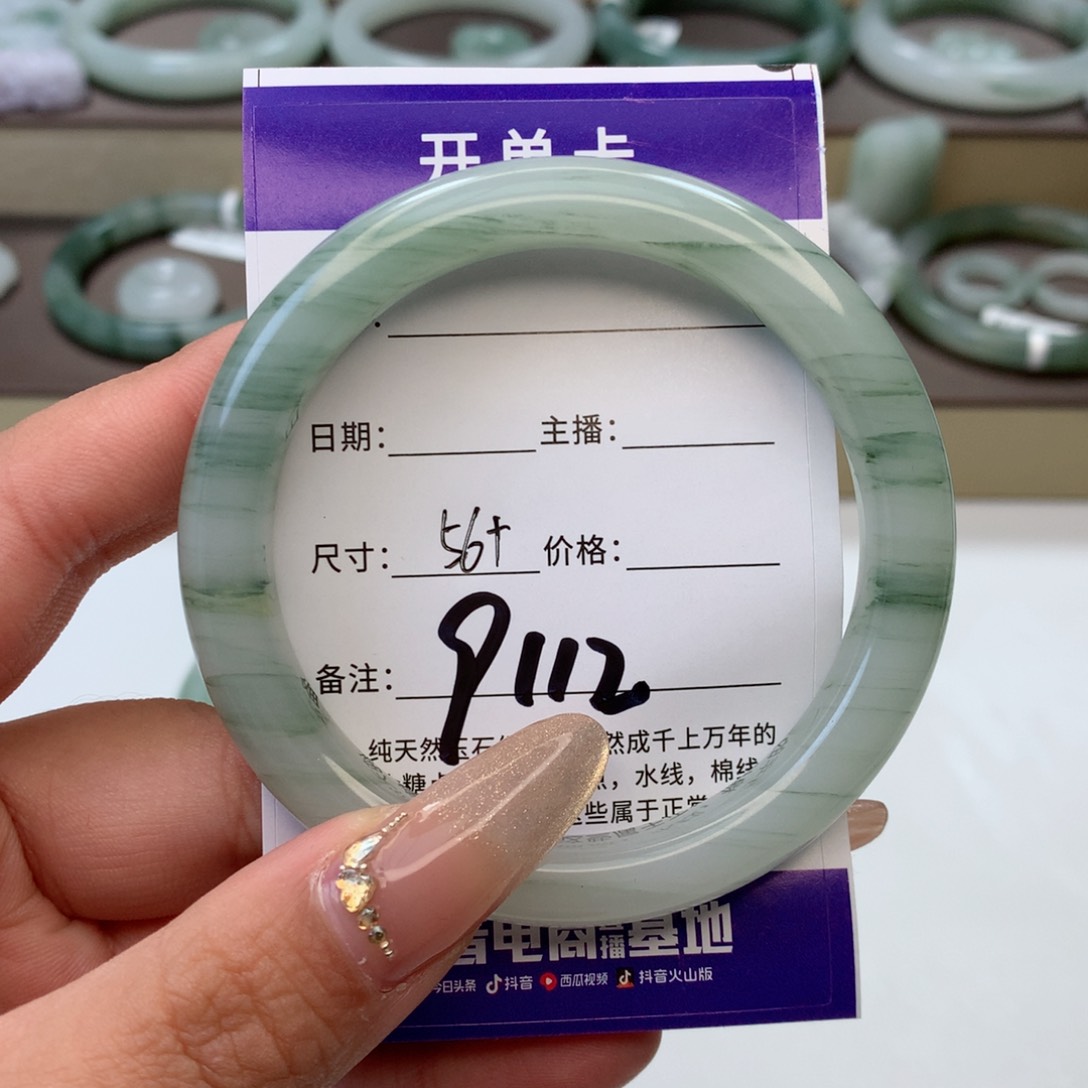 开单卡
日期： 主播：
尺寸：56+ 价格：
备注：9112
纯天然玉石 然成千上万年的
糖 点，水线，棉线
些属于正常
电商直播基地
今日头条 抖音 西瓜视频 抖音火山版